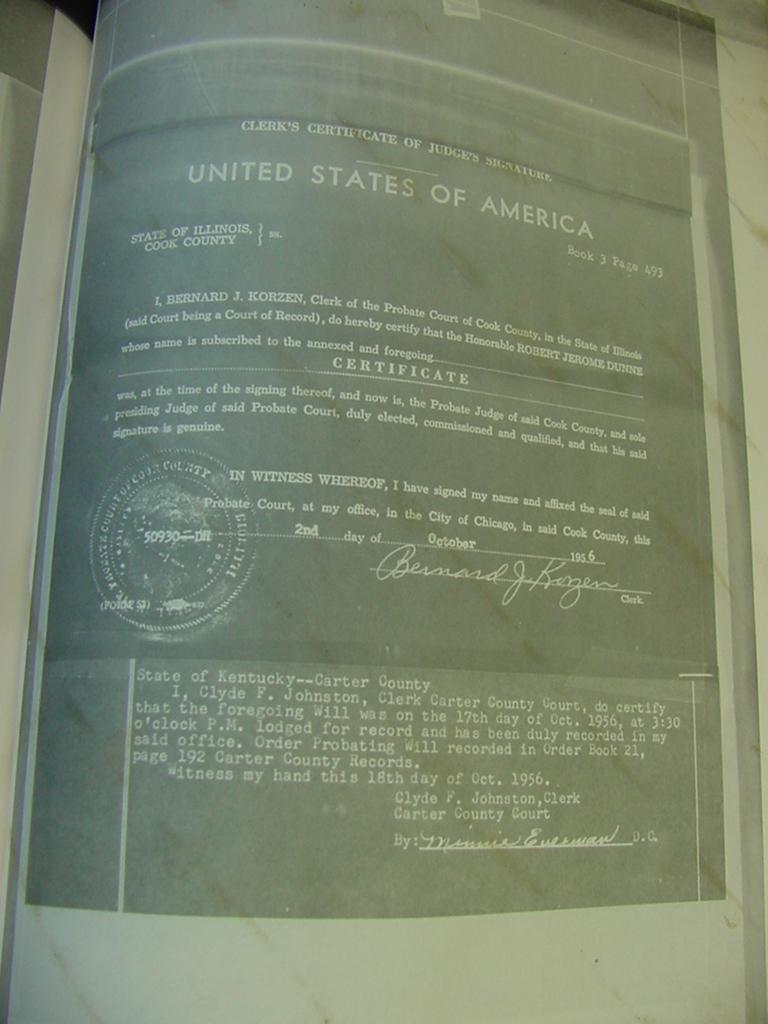 CLERK'S CERTIFICATE OF JUDGE'S SIGNATURE
UNITED STATES OF AMERICA
STATE OF ILLINOIS, } ss.
COOK COUNTY
Book 3 Page 493
I, BERNARD J. KORZEN, Clerk of the Probate Court of Cook County, in the State of Illinois
(said Court being a Court of Record), do hereby certify that the Honorable ROBERT JEROME DUNNE
whose name is subscribed to the annexed and foregoing
CERTIFICATE
was, at the time of the signing thereof, and now is, the Probate Judge of said Cook County, and sole
presiding Judge of said Probate Court, duly elected, commissioned and qualified, and that his said
signature is genuine.
IN WITNESS WHEREOF, I have signed my name and affixed the seal of said
Probate Court, at my office, in the City of Chicago, in said Cook County, this
2nd day of October 1956
PROBATE COURT OF COOK COUNTY
50930—DH
Bernard J. Korzen
Clerk.
State of Kentucky--Carter County
I, Clyde F. Johnston, Clerk Carter County Court, do certify
that the foregoing Will was on the 17th day of Oct. 1956, at 3:30
o'clock P.M. lodged for record and has been duly recorded in my
said office. Order Probating Will recorded in Order Book 21,
page 192 Carter County Records.
Witness my hand this 18th day of Oct. 1956.
Clyde F. Johnston,Clerk
Carter County Court
By: Minnie Everman D.C.